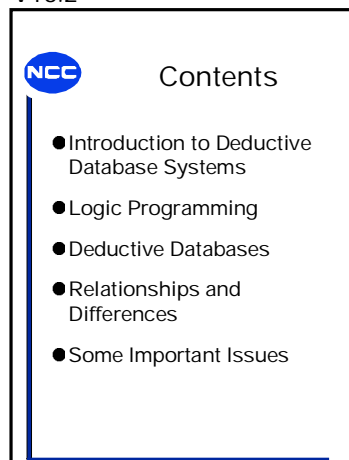 NCC
Contents
●Introduction to Deductive
Database Systems
●Logic Programming
●Deductive Databases
●Relationships and
Differences
●Some Important Issues